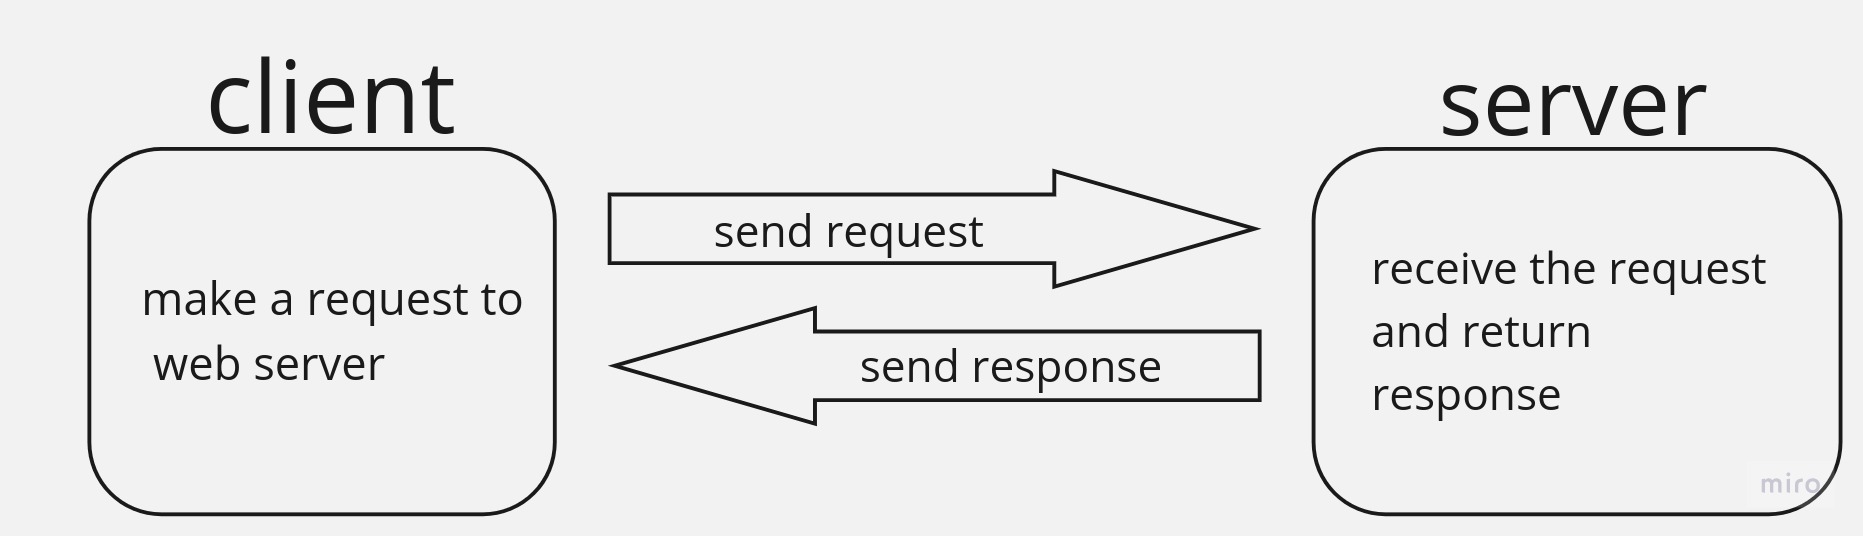 client
server
send request
make a request to
web server
receive the request
and return
response
send response
miro